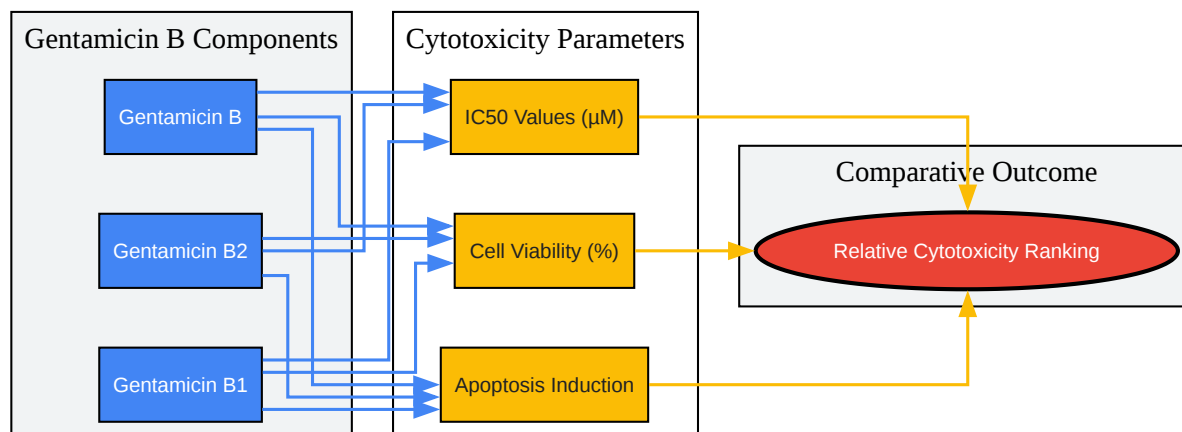 Gentamicin B Components
Cytotoxicity Parameters
Gentamicin B
IC50 Values (µM)
Comparative Outcome
Gentamicin B2
Cell Viability (%)
Relative Cytotoxicity Ranking
Gentamicin B1
Apoptosis Induction